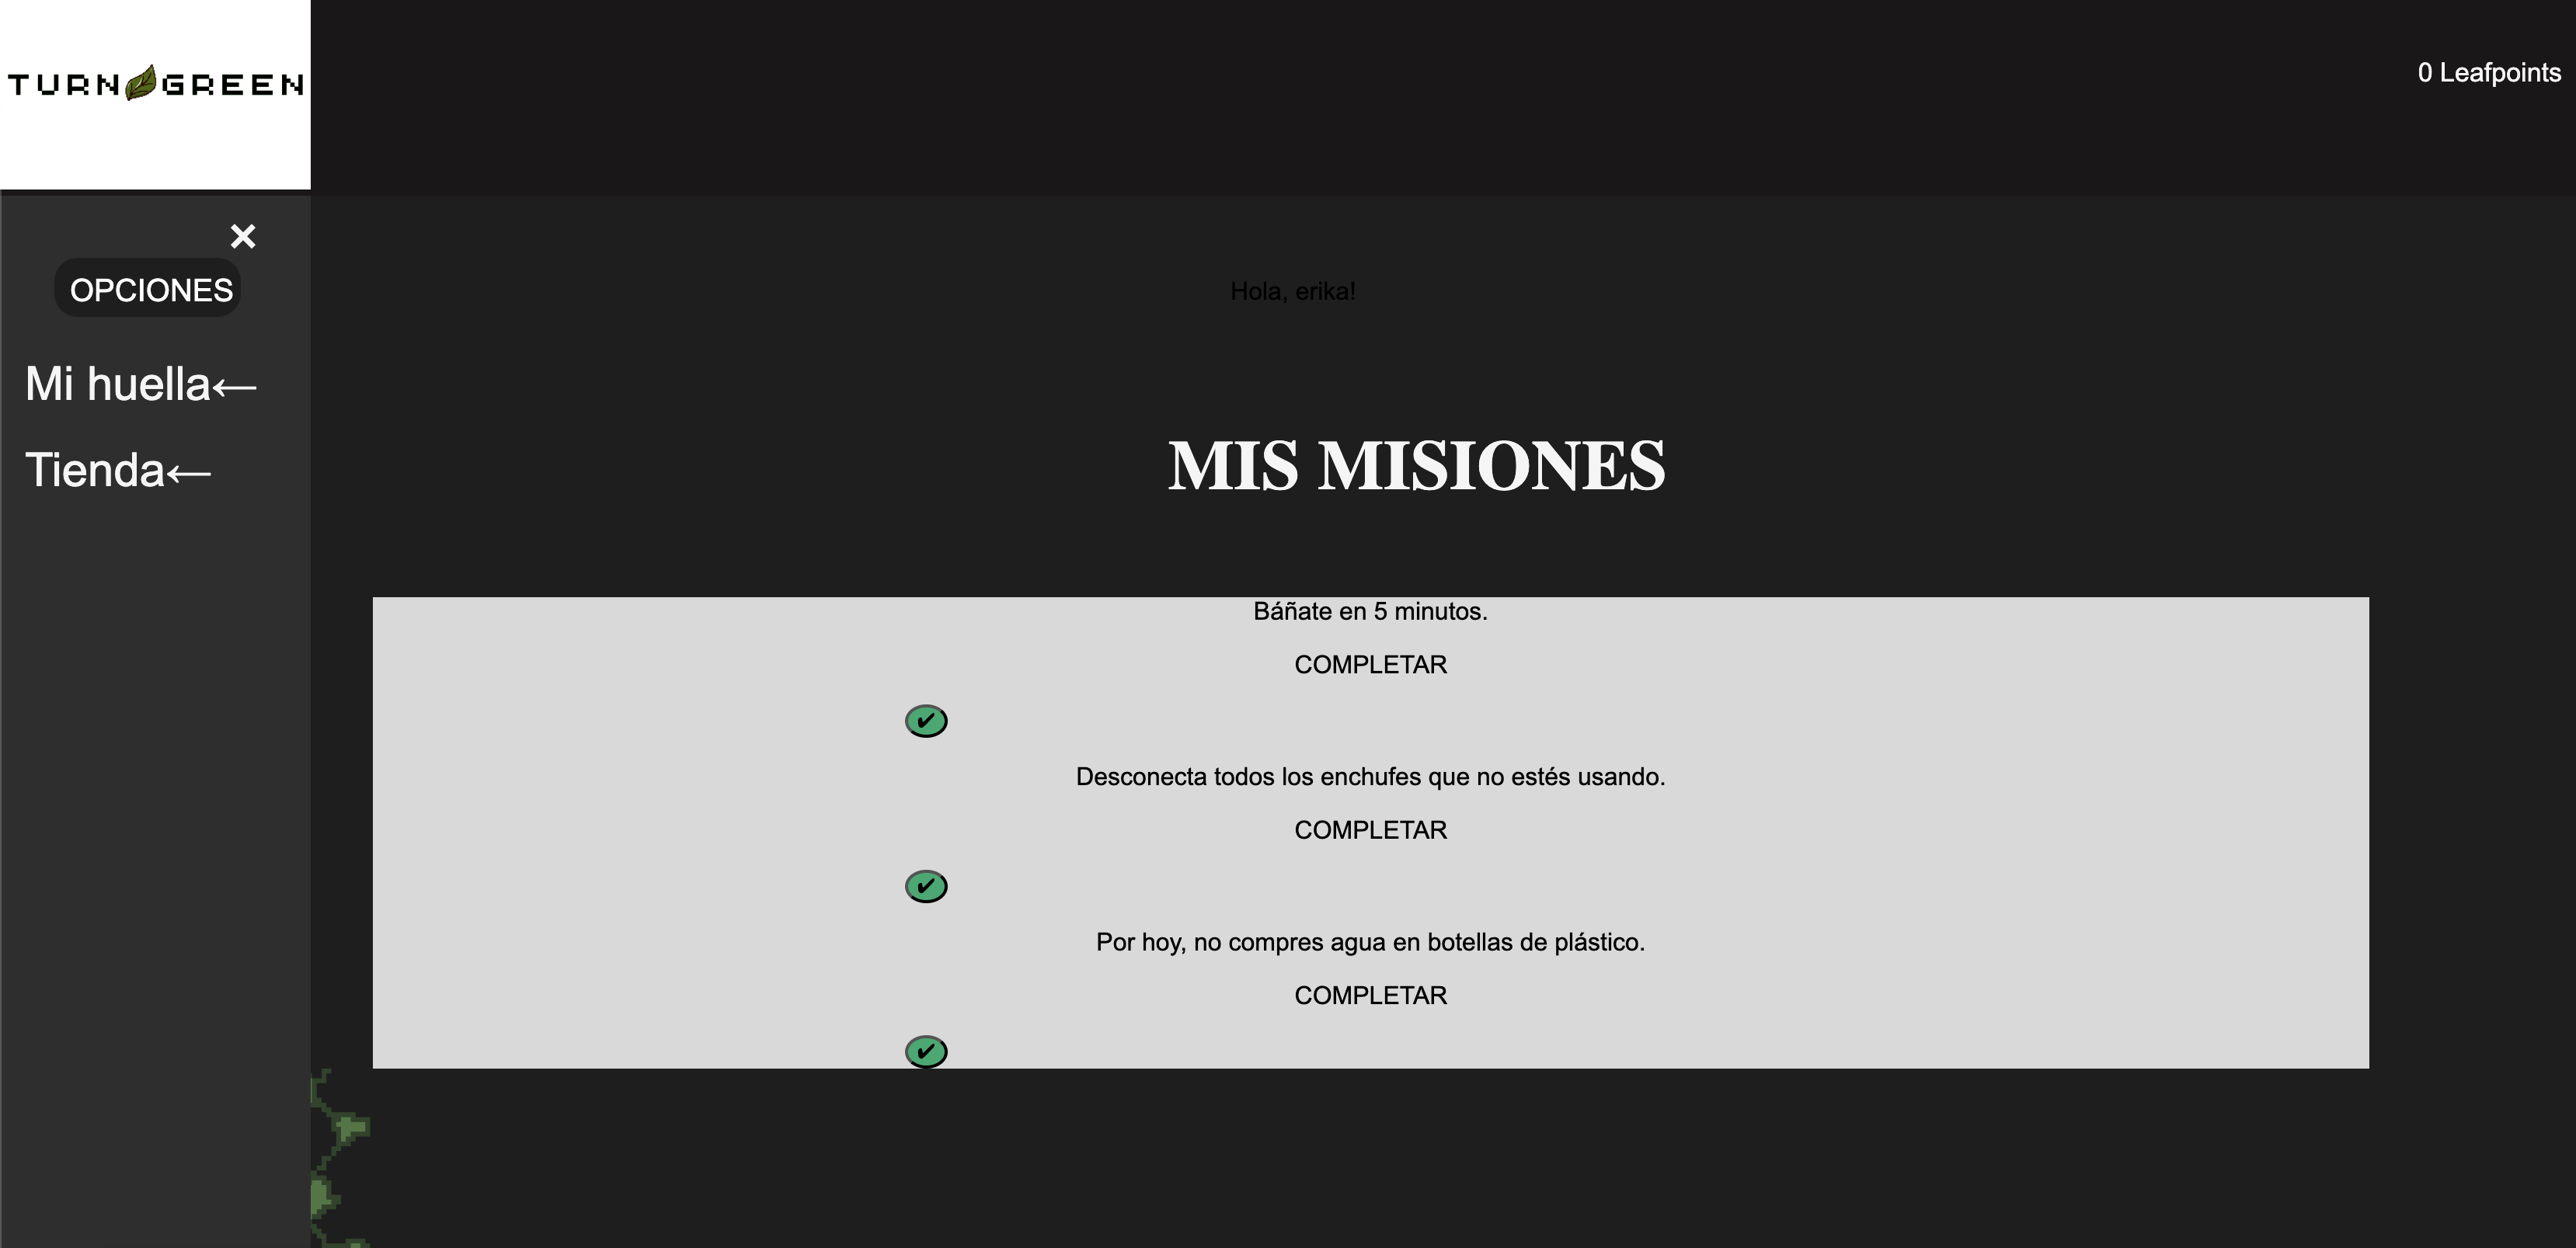 TURN GREEN
0 Leafpoints
×
OPCIONES
Mi huella←
Tienda←
Hola, erika!
MIS MISIONES
Báñate en 5 minutos.
COMPLETAR
✔
Desconecta todos los enchufes que no estés usando.
COMPLETAR
✔
Por hoy, no compres agua en botellas de plástico.
COMPLETAR
✔